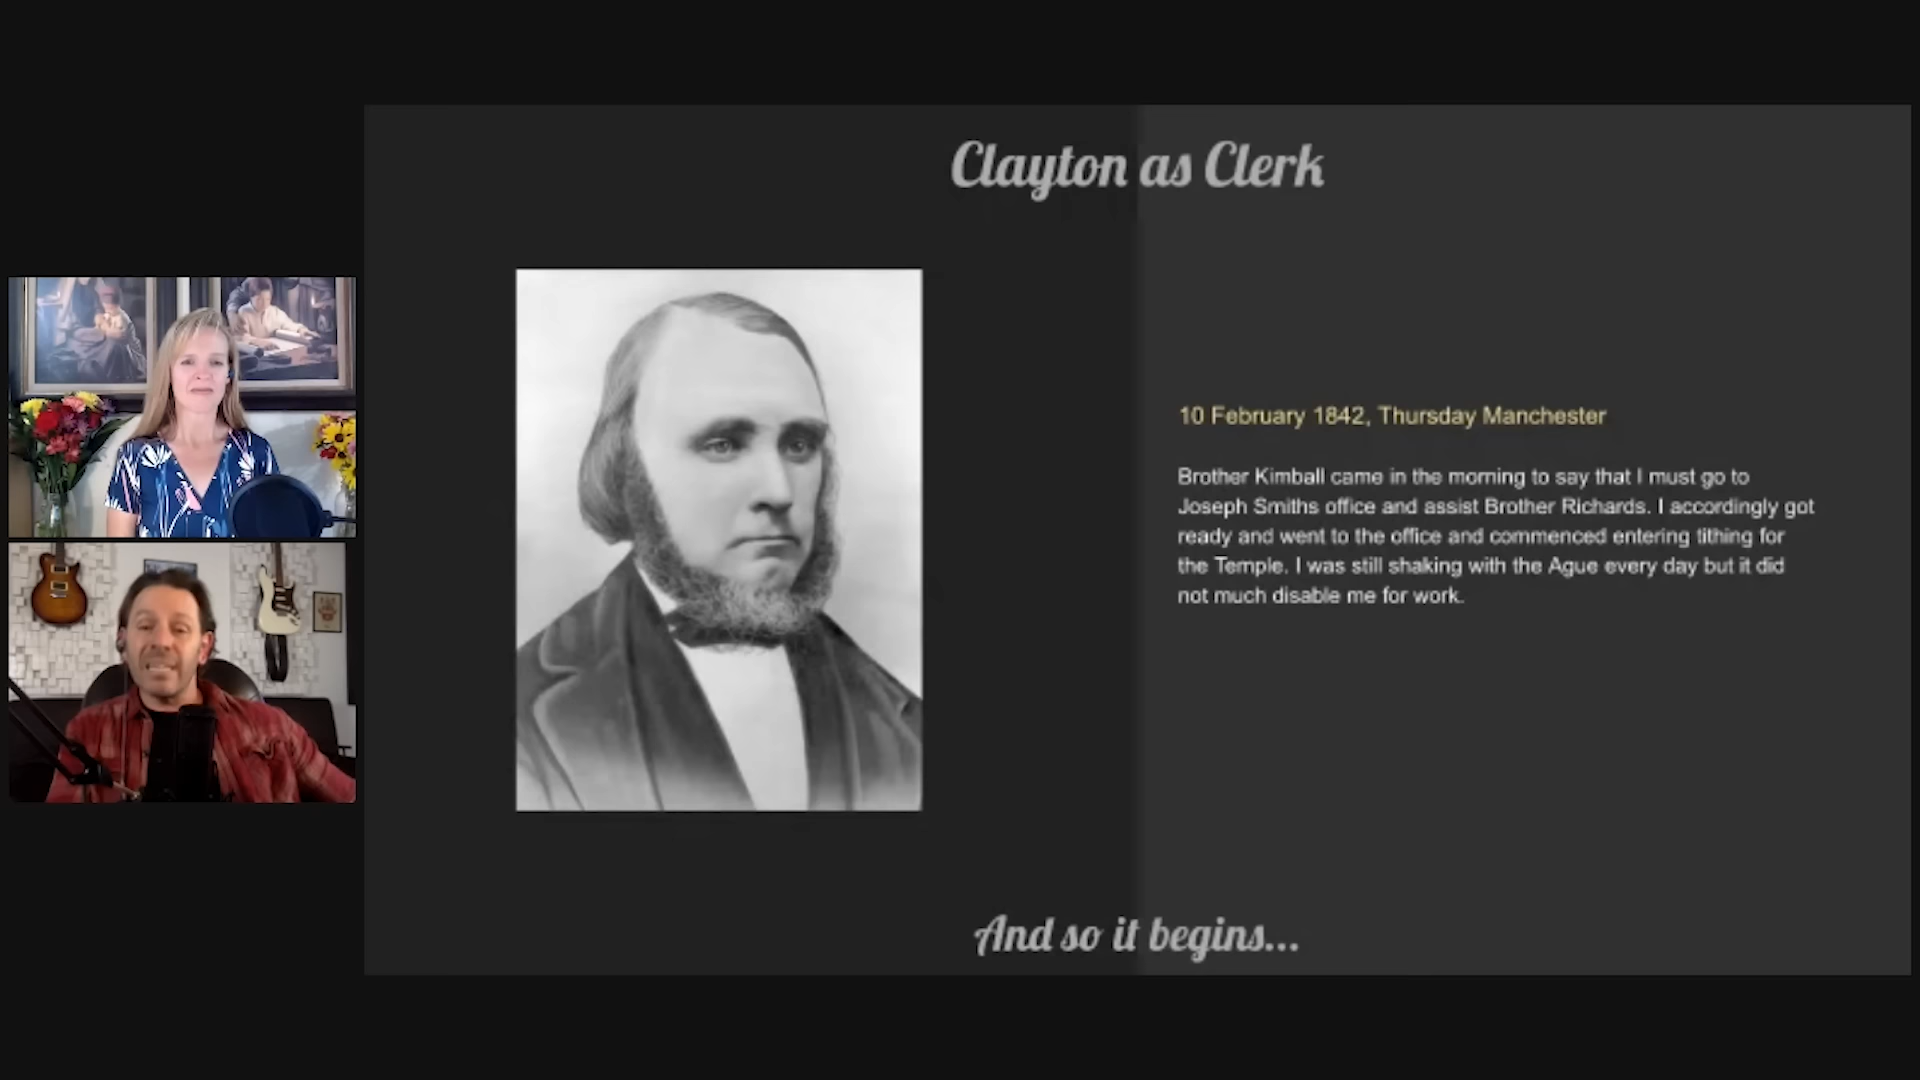 Clayton as Clerk
10 February 1842, Thursday Manchester
Brother Kimball came in the morning to say that I must go to
Joseph Smiths office and assist Brother Richards. I accordingly got
ready and went to the office and commenced entering tithing for
the Temple. I was still shaking with the Ague every day but it did
not much disable me for work.
And so it begins...